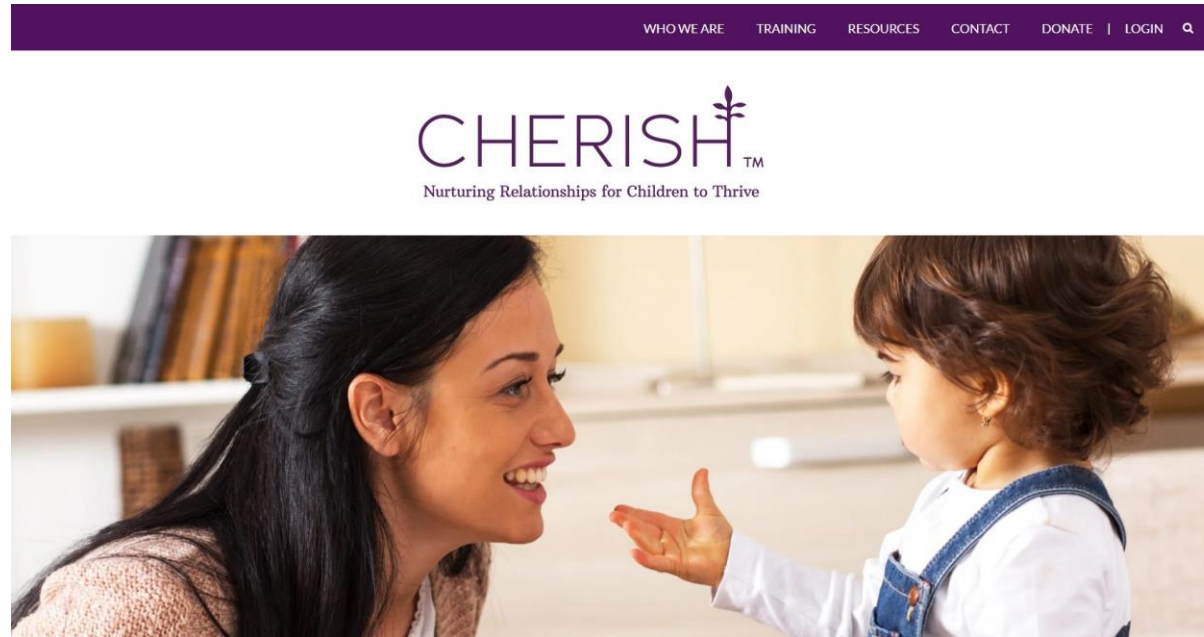 WHO WE ARE TRAINING RESOURCES CONTACT DONATE | LOGIN
CHERISH TM
Nurturing Relationships for Children to Thrive